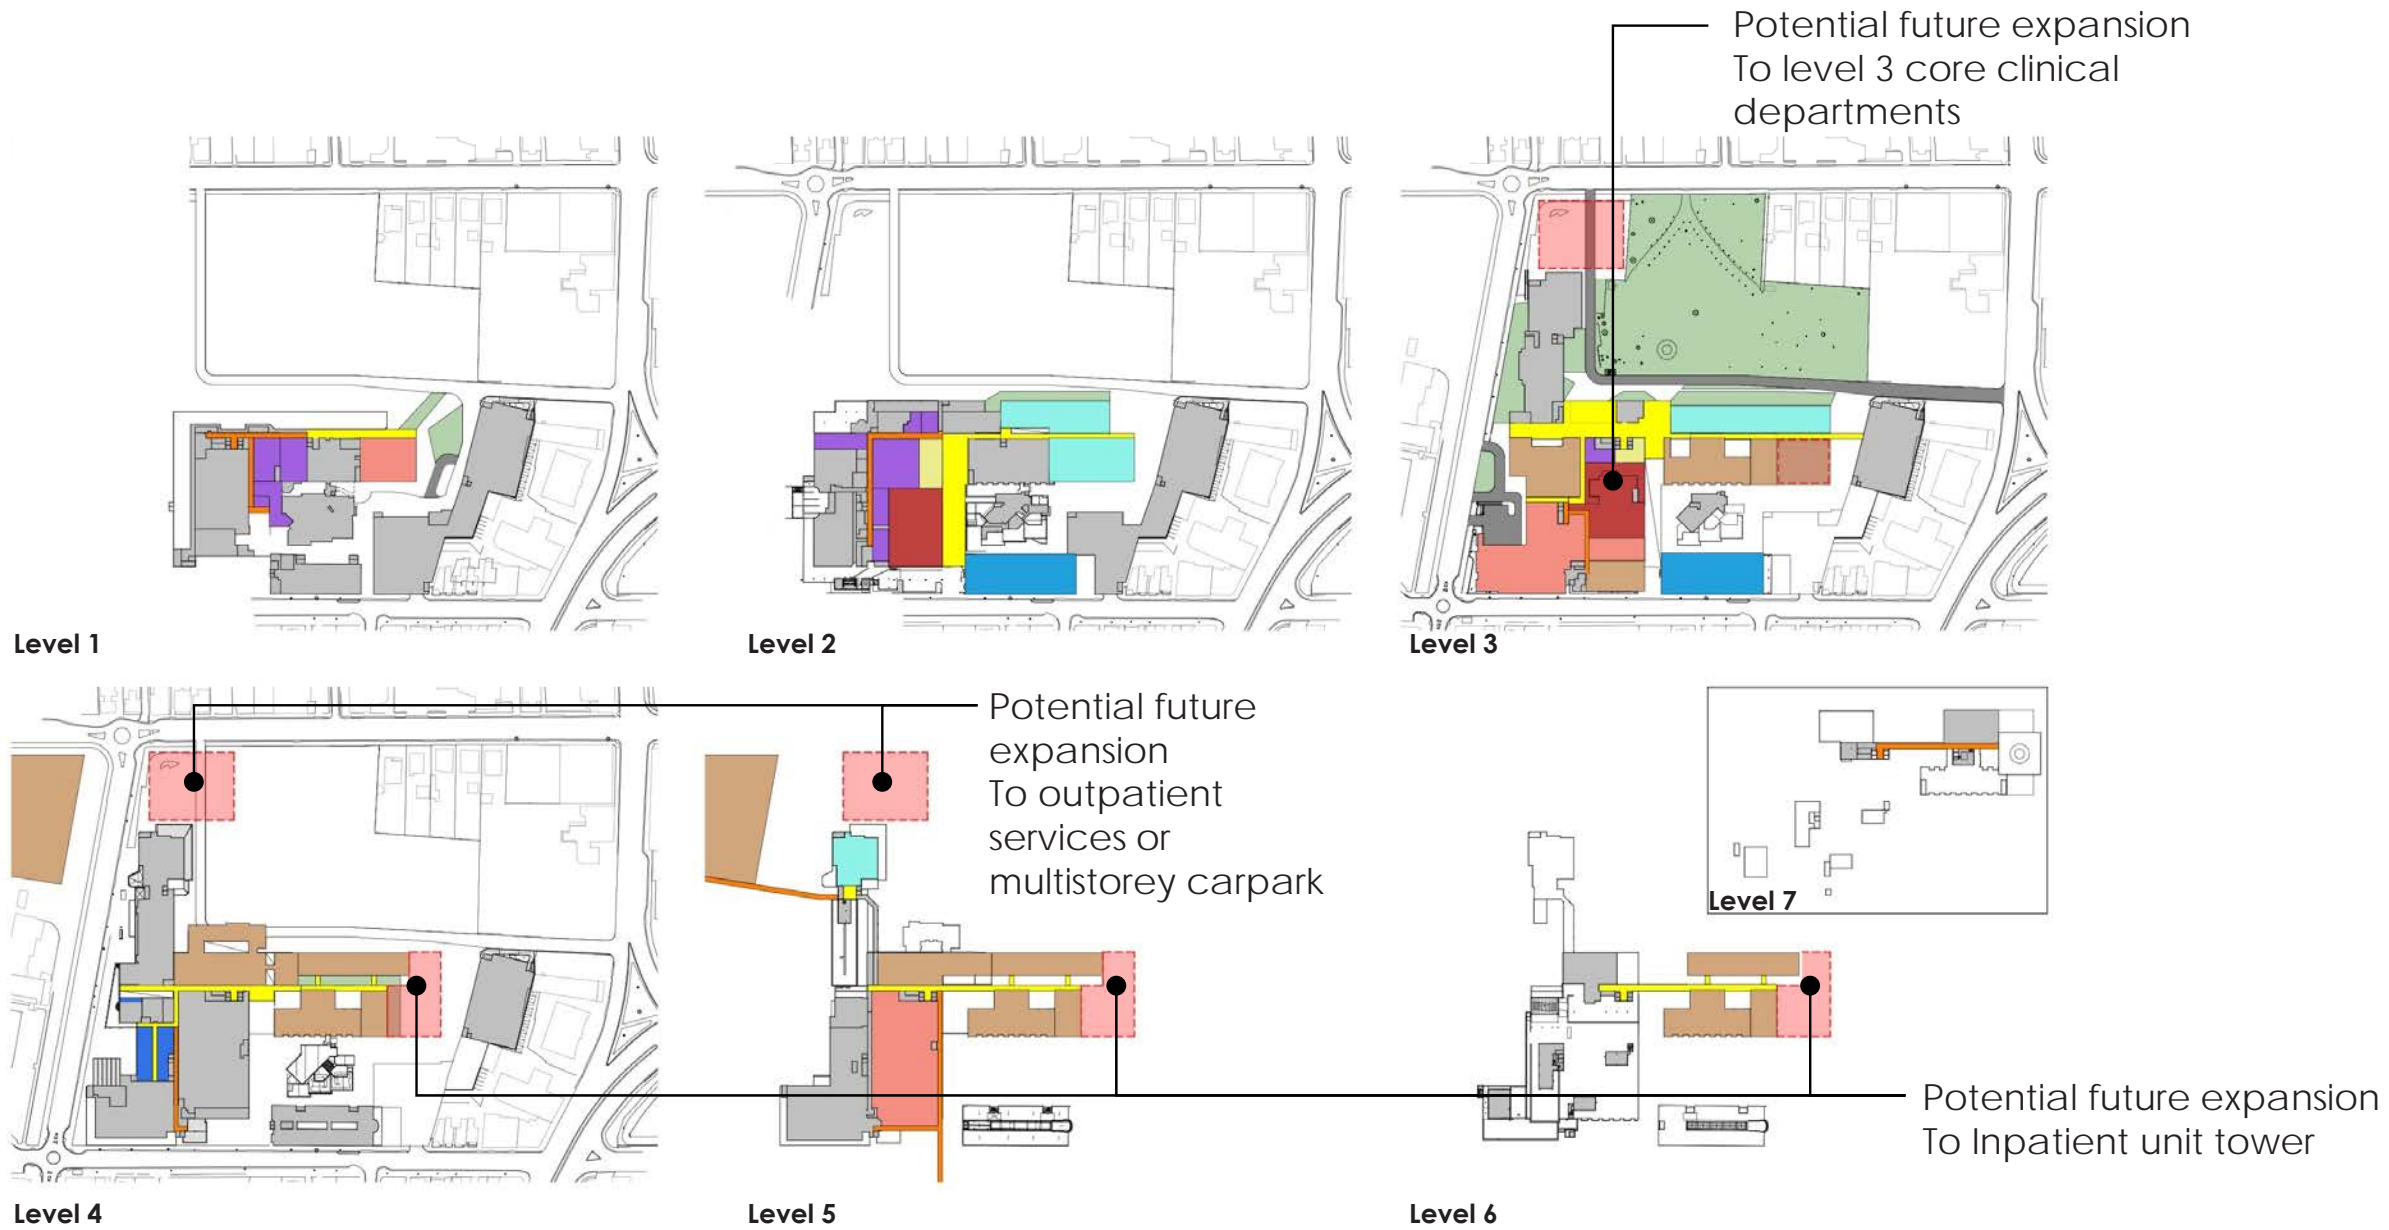 Potential future expansion
To level 3 core clinical
departments
Level 1
Level 2
Level 3
Potential future
expansion
To outpatient
services or
multistorey carpark
Level 7
Potential future expansion
To Inpatient unit tower
Level 4
Level 5
Level 6